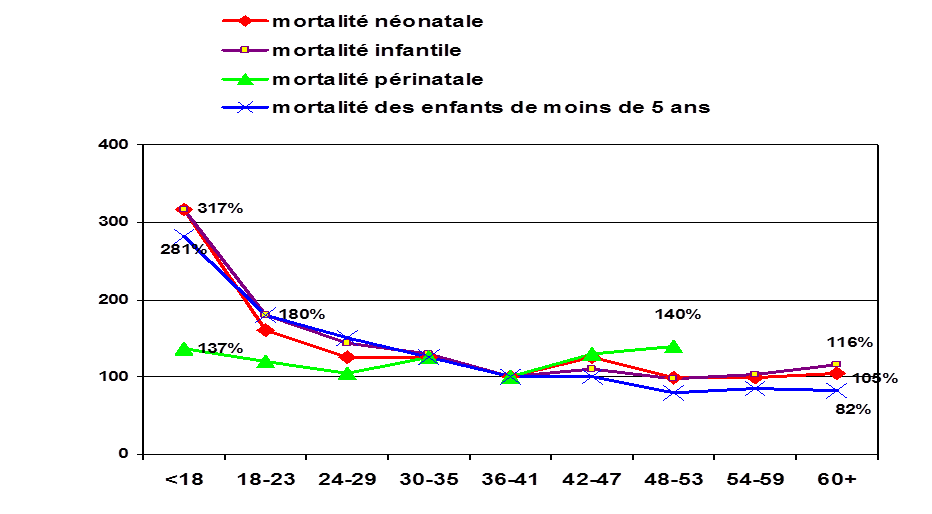 mortalité néonatale
mortalité infantile
mortalité périnatale
mortalité des enfants de moins de 5 ans
400
300
200
100
0
317%
281%
180%
137%
140%
116%
105%
82%
<18 18-23 24-29 30-35 36-41 42-47 48-53 54-59 60+